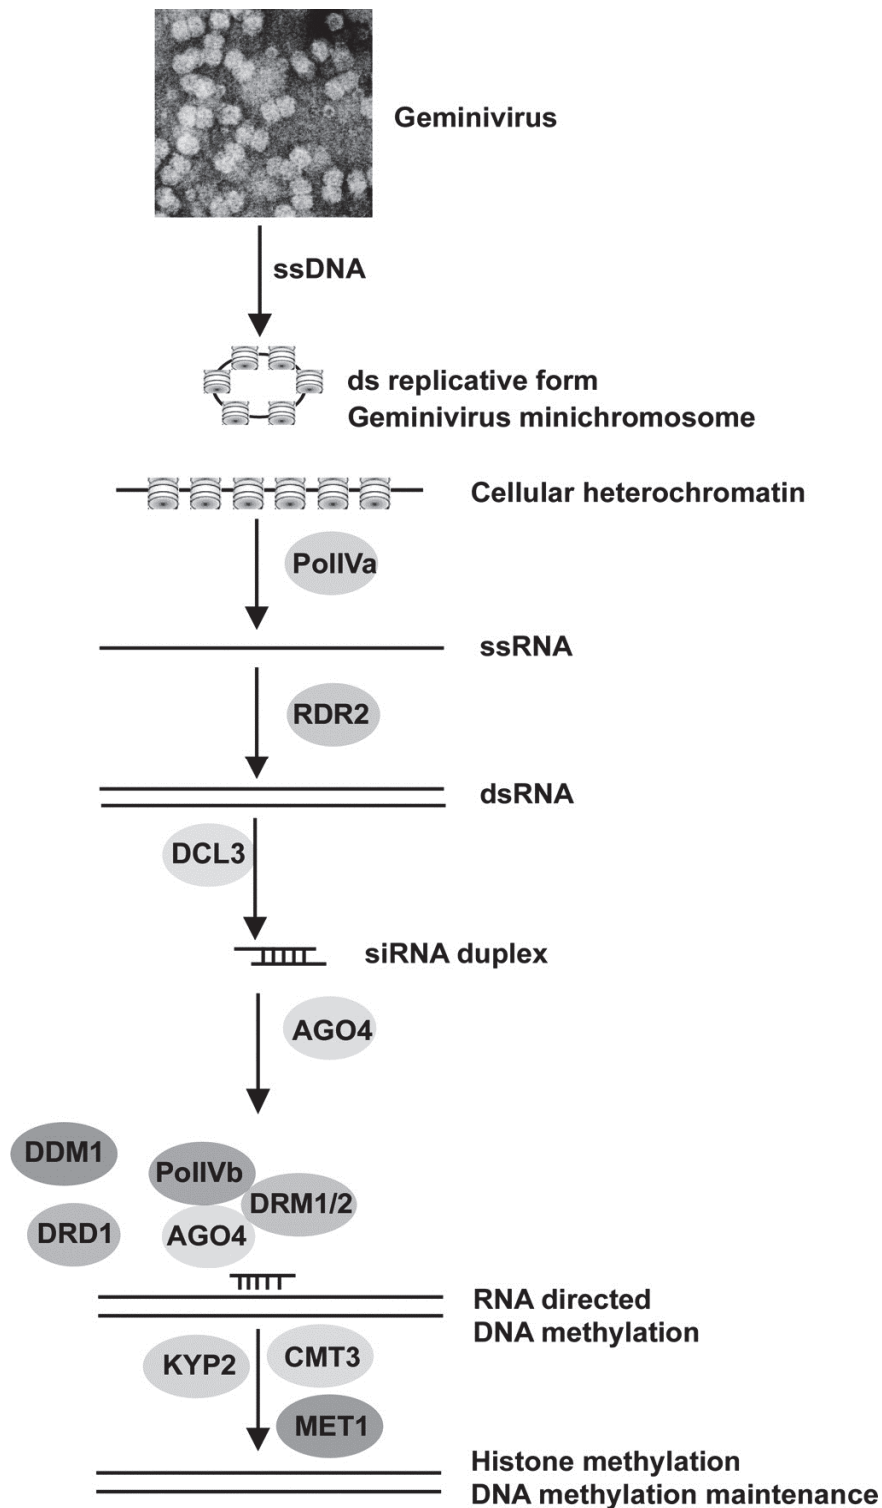 Geminivirus
ssDNA
ds replicative form
Geminivirus minichromosome
Cellular heterochromatin
PolIVa
ssRNA
RDR2
dsRNA
DCL3
siRNA duplex
AGO4
DDM1
PolIVb
DRM1/2
DRD1
AGO4
RNA directed
DNA methylation
KYP2
CMT3
MET1
Histone methylation
DNA methylation maintenance